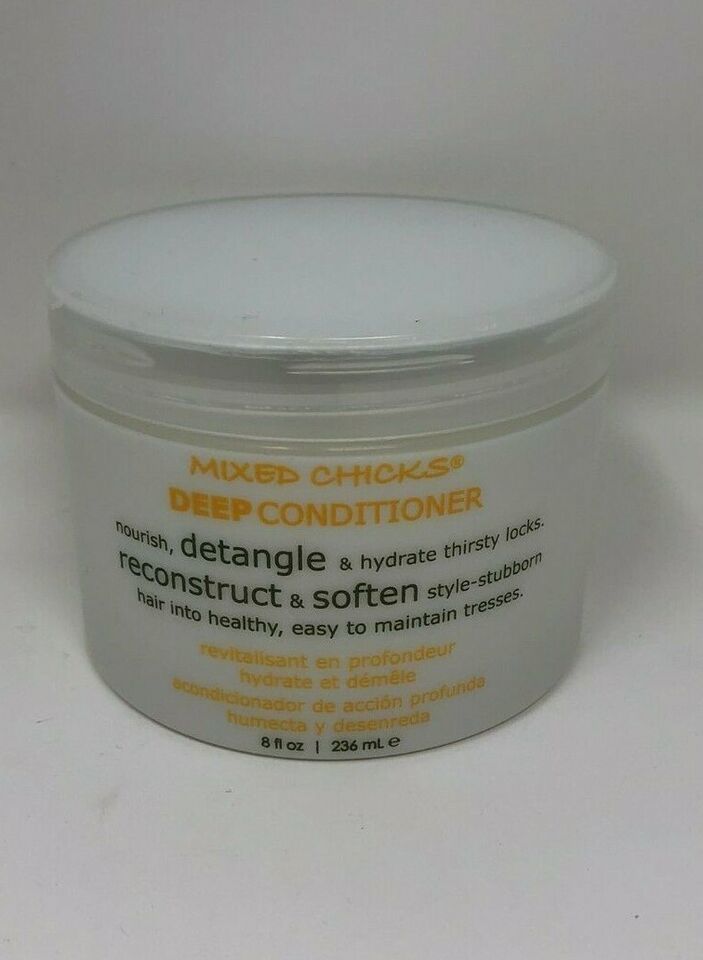 MIXED CHICKS®
DEEP CONDITIONER
nourish, detangle & hydrate thirsty locks.
reconstruct & soften style-stubborn
hair into healthy, easy to maintain tresses.
revitalisant en profondeur
hydrate et démêle
acondicionador de acción profunda
humecta y desenreda
8 fl oz | 236 mL ℮